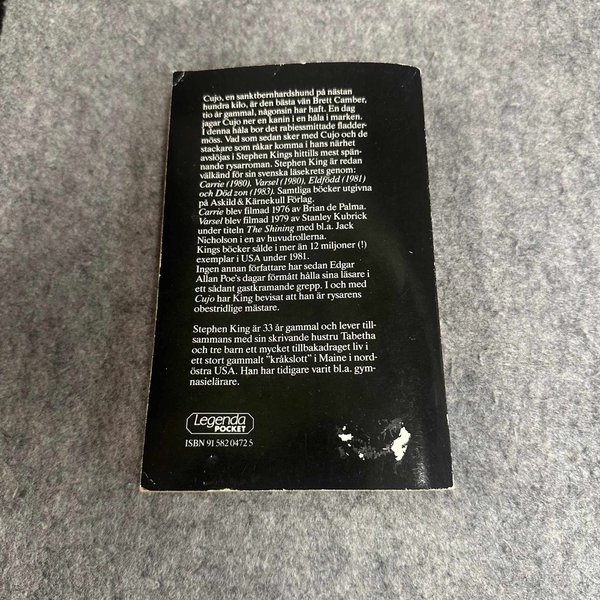 Cujo, en sanktbernhardshund på nästan
hundra kilo, är den bästa vän Brett Camber,
tio år gammal, någonsin har haft. En dag
jagar Cujo ner en kanin i en håla i marken.
I denna håla bor det rabiessmittade fladder-
möss. Vad som sedan sker med Cujo och de
stackare som råkar komma i hans närhet
avslöjas i Stephen Kings hittills mest spän-
nande rysarroman. Stephen King är redan
välkänd för sin svenska läsekrets genom:
Carrie (1980), Varsel (1980), Eldfödd (1981)
och Död zon (1983). Samtliga böcker utgivna
på Askild & Kärnekull Förlag.
Carrie blev filmad 1976 av Brian de Palma.
Varsel blev filmad 1979 av Stanley Kubrick
under titeln The Shining med bl.a. Jack
Nicholson i en av huvudrollerna.
Kings böcker sålde i mer än 12 miljoner (!)
exemplar i USA under 1981.
Ingen annan författare har sedan Edgar
Allan Poe's dagar förmått hålla sina läsare i
ett sådant gastkramande grepp. I och med
Cujo har King bevisat att han är rysarens
obestridlige mästare.
Stephen King är 33 år gammal och lever till-
sammans med sin skrivande hustru Tabetha
och tre barn ett mycket tillbakadraget liv i
ett stort gammalt "kråkslott" i Maine i nord-
östra USA. Han har tidigare varit bl.a. gym-
nasielärare.
Legenda
POCKET
ISBN 91 582 0472 5